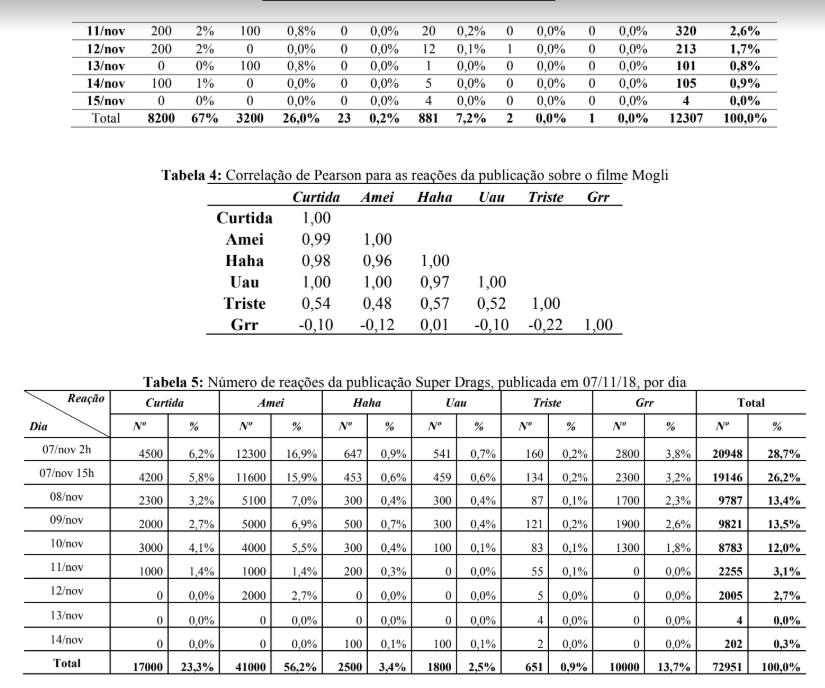 11/nov 200 2% 100 0,8% 0 0,0% 20 0,2% 0 0,0% 0 0,0% 320 2,6%
12/nov 200 2% 0 0,0% 0 0,0% 12 0,1% 1 0,0% 0 0,0% 213 1,7%
13/nov 0 0% 100 0,8% 0 0,0% 1 0,0% 0 0,0% 0 0,0% 101 0,8%
14/nov 100 1% 0 0,0% 0 0,0% 5 0,0% 0 0,0% 0 0,0% 105 0,9%
15/nov 0 0% 0 0,0% 0 0,0% 4 0,0% 0 0,0% 0 0,0% 4 0,0%
Total 8200 67% 3200 26,0% 23 0,2% 881 7,2% 2 0,0% 1 0,0% 12307 100,0%
Tabela 4: Correlação de Pearson para as reações da publicação sobre o filme Mogli
Curtida Amei Haha Uau Triste Grr
Curtida 1,00
Amei 0,99 1,00
Haha 0,98 0,96 1,00
Uau 1,00 1,00 0,97 1,00
Triste 0,54 0,48 0,57 0,52 1,00
Grr -0,10 -0,12 0,01 -0,10 -0,22 1,00
Tabela 5: Número de reações da publicação Super Drags, publicada em 07/11/18, por dia
Reação Curtida Amei Haha Uau Triste Grr Total
Dia Nº % Nº % Nº % Nº % Nº % Nº % Nº %
07/nov 2h 4500 6,2% 12300 16,9% 647 0,9% 541 0,7% 160 0,2% 2800 3,8% 20948 28,7%
07/nov 15h 4200 5,8% 11600 15,9% 453 0,6% 459 0,6% 134 0,2% 2300 3,2% 19146 26,2%
08/nov 2300 3,2% 5100 7,0% 300 0,4% 300 0,4% 87 0,1% 1700 2,3% 9787 13,4%
09/nov 2000 2,7% 5000 6,9% 500 0,7% 300 0,4% 121 0,2% 1900 2,6% 9821 13,5%
10/nov 3000 4,1% 4000 5,5% 300 0,4% 100 0,1% 83 0,1% 1300 1,8% 8783 12,0%
11/nov 1000 1,4% 1000 1,4% 200 0,3% 0 0,0% 55 0,1% 0 0,0% 2255 3,1%
12/nov 0 0,0% 2000 2,7% 0 0,0% 0 0,0% 5 0,0% 0 0,0% 2005 2,7%
13/nov 0 0,0% 0 0,0% 0 0,0% 0 0,0% 4 0,0% 0 0,0% 4 0,0%
14/nov 0 0,0% 0 0,0% 100 0,1% 100 0,1% 2 0,0% 0 0,0% 202 0,3%
Total 17000 23,3% 41000 56,2% 2500 3,4% 1800 2,5% 651 0,9% 10000 13,7% 72951 100,0%